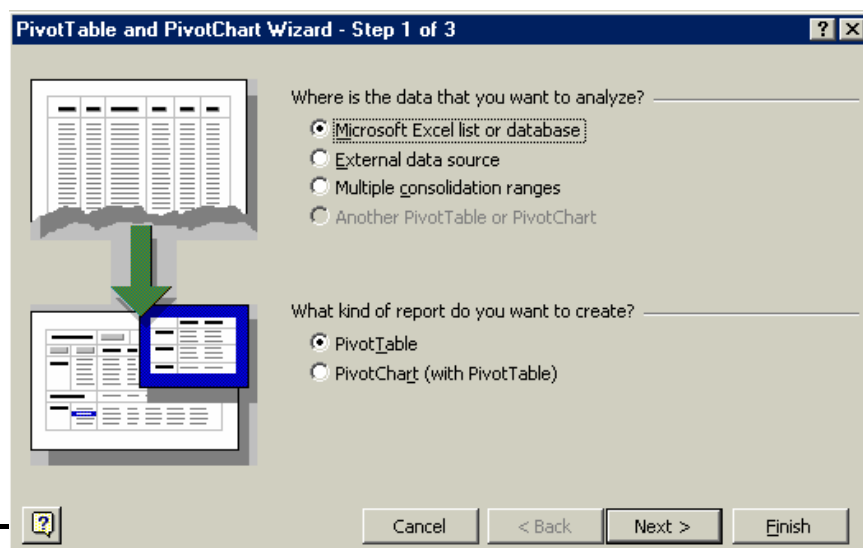 PivotTable and PivotChart Wizard - Step 1 of 3
Where is the data that you want to analyze?
Microsoft Excel list or database
External data source
Multiple consolidation ranges
Another PivotTable or PivotChart
What kind of report do you want to create?
PivotTable
PivotChart (with PivotTable)
Cancel < Back Next > Finish